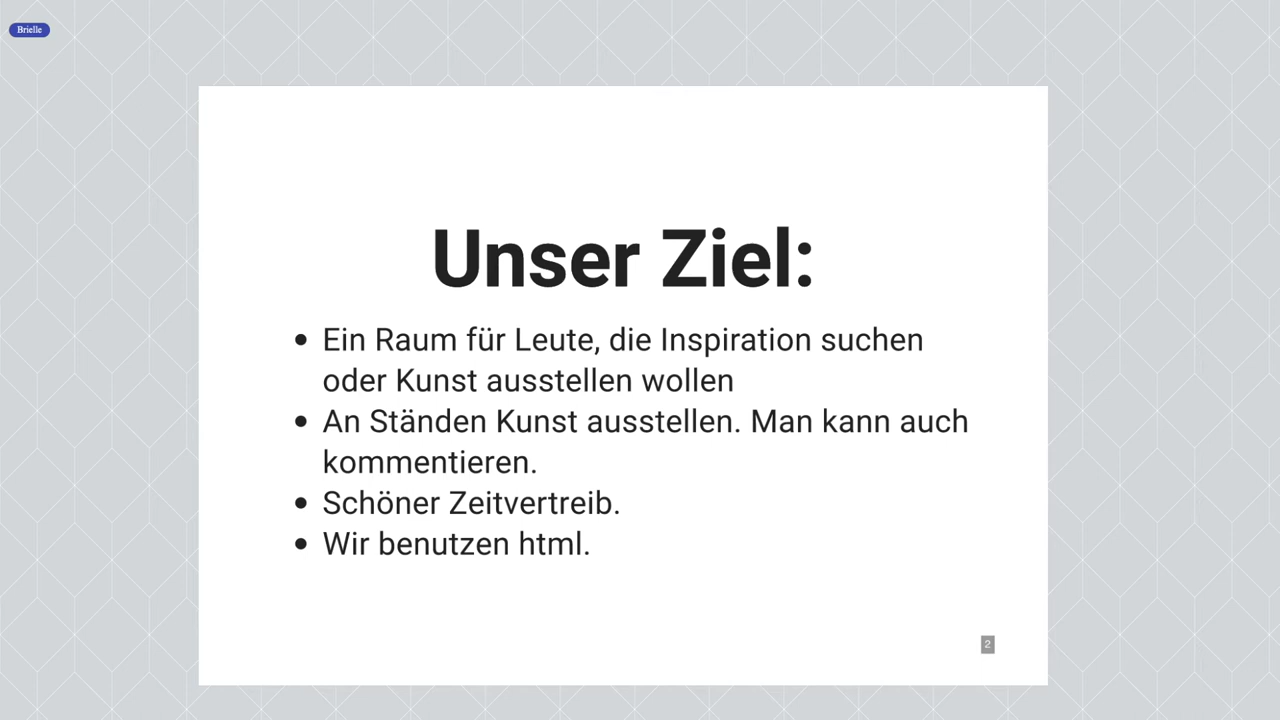 Brielle
Unser Ziel:
• Ein Raum für Leute, die Inspiration suchen
oder Kunst ausstellen wollen
• An Ständen Kunst ausstellen. Man kann auch
kommentieren.
• Schöner Zeitvertreib.
• Wir benutzen html.
2